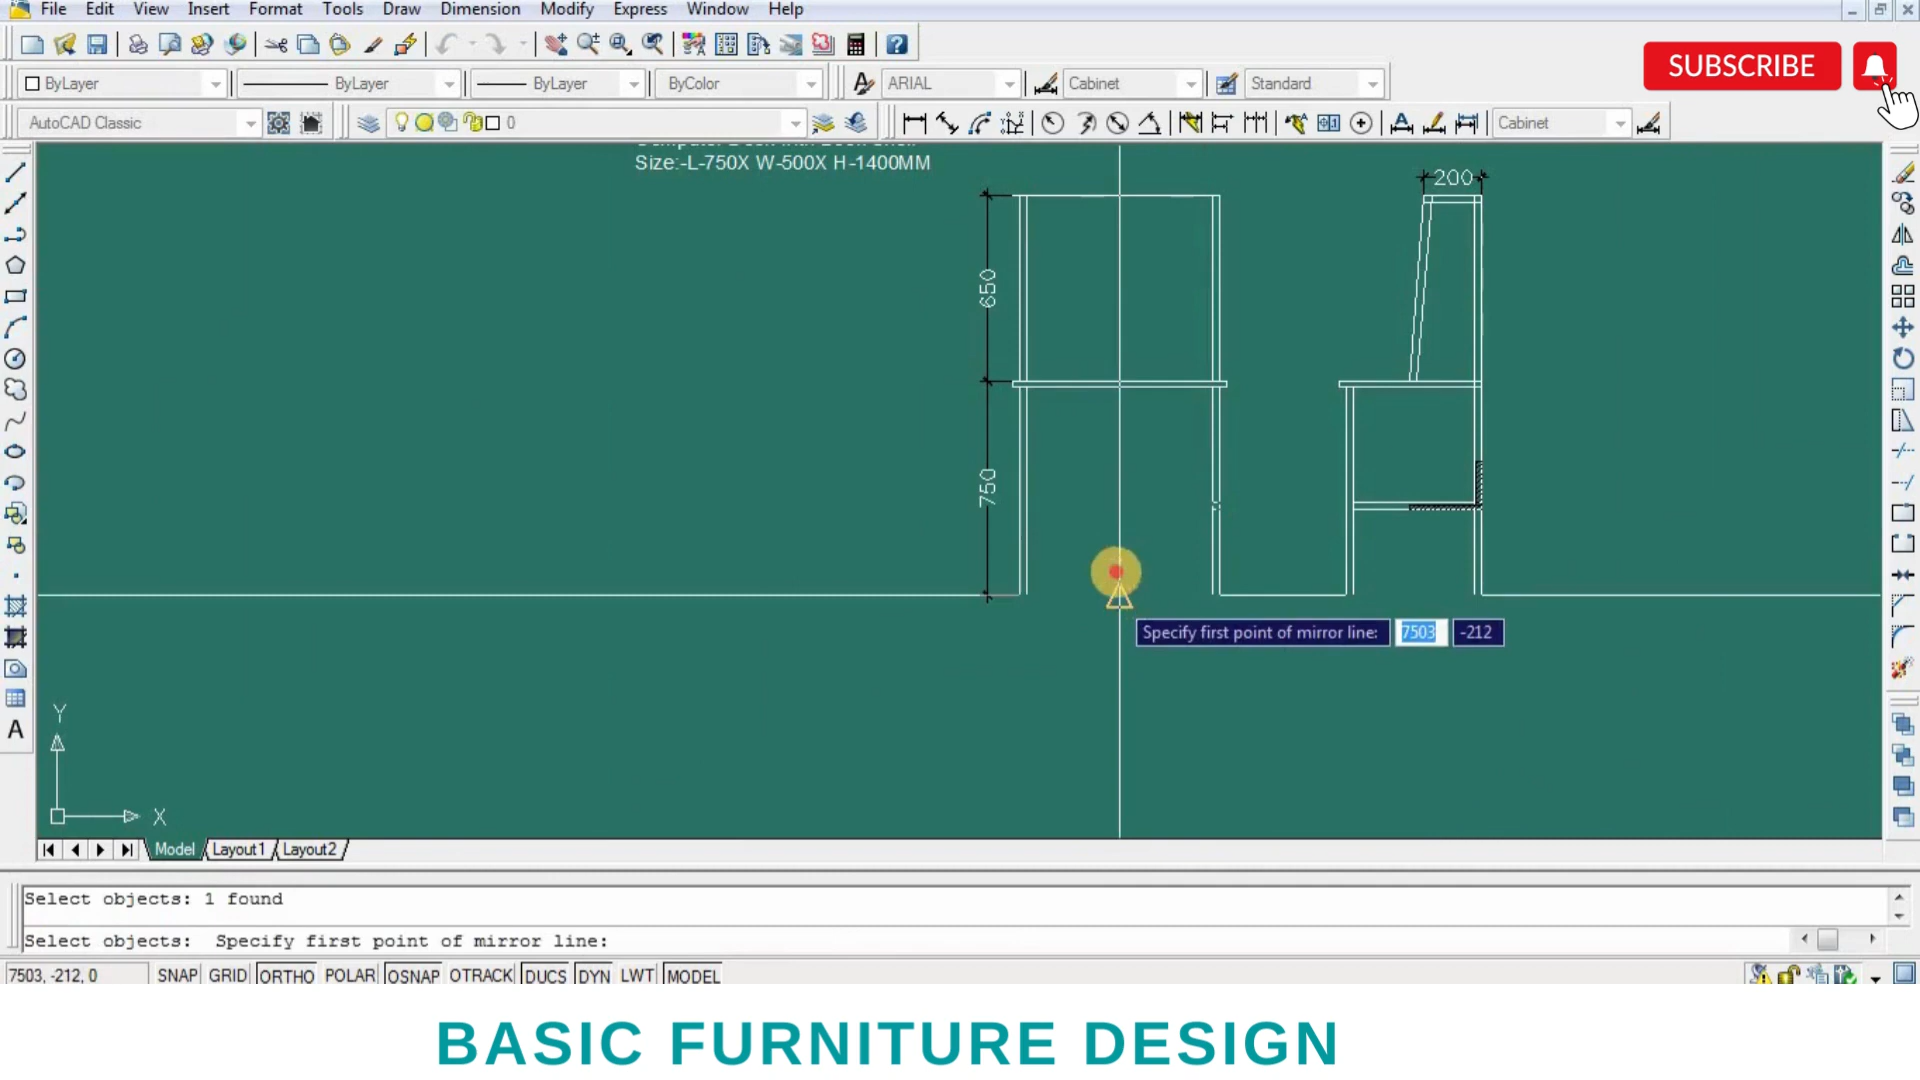 File Edit View Insert Format Tools Draw Dimension Modify Express Window Help
SUBSCRIBE
ByLayer ByLayer ByLayer ByColor ARIAL Cabinet Standard
AutoCAD Classic 0 Cabinet
Size:-L-750X W-500X H-1400MM
200
650
750
Specify first point of mirror line: 7503 -212
Y
X
Model Layout1 Layout2
Select objects: 1 found
Select objects: Specify first point of mirror line:
7503, -212, 0 SNAP GRID ORTHO POLAR OSNAP OTRACK DUCS DYN LWT MODEL
BASIC FURNITURE DESIGN